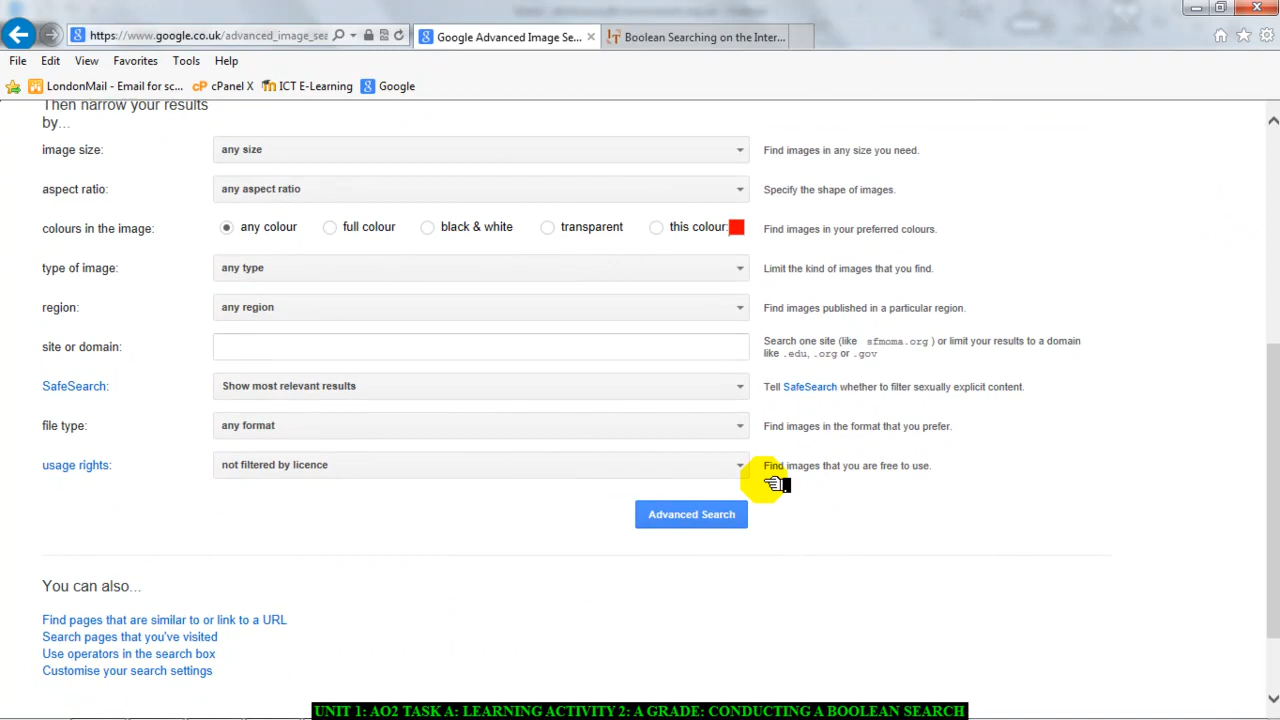 https://www.google.co.uk/advanced_image_sea
Google Advanced Image Se...
Boolean Searching on the Inter...
File Edit View Favorites Tools Help
LondonMail - Email for sc... cPanel X ICT E-Learning Google
Then narrow your results
by...
image size: any size Find images in any size you need.
aspect ratio: any aspect ratio Specify the shape of images.
colours in the image: any colour full colour black & white transparent this colour: Find images in your preferred colours.
type of image: any type Limit the kind of images that you find.
region: any region Find images published in a particular region.
site or domain: Search one site (like sfmoma.org ) or limit your results to a domain
like .edu, .org or .gov
SafeSearch: Show most relevant results Tell SafeSearch whether to filter sexually explicit content.
file type: any format Find images in the format that you prefer.
usage rights: not filtered by licence Find images that you are free to use.
Advanced Search
You can also...
Find pages that are similar to or link to a URL
Search pages that you've visited
Use operators in the search box
Customise your search settings
UNIT 1: AO2 TASK A: LEARNING ACTIVITY 2: A GRADE: CONDUCTING A BOOLEAN SEARCH